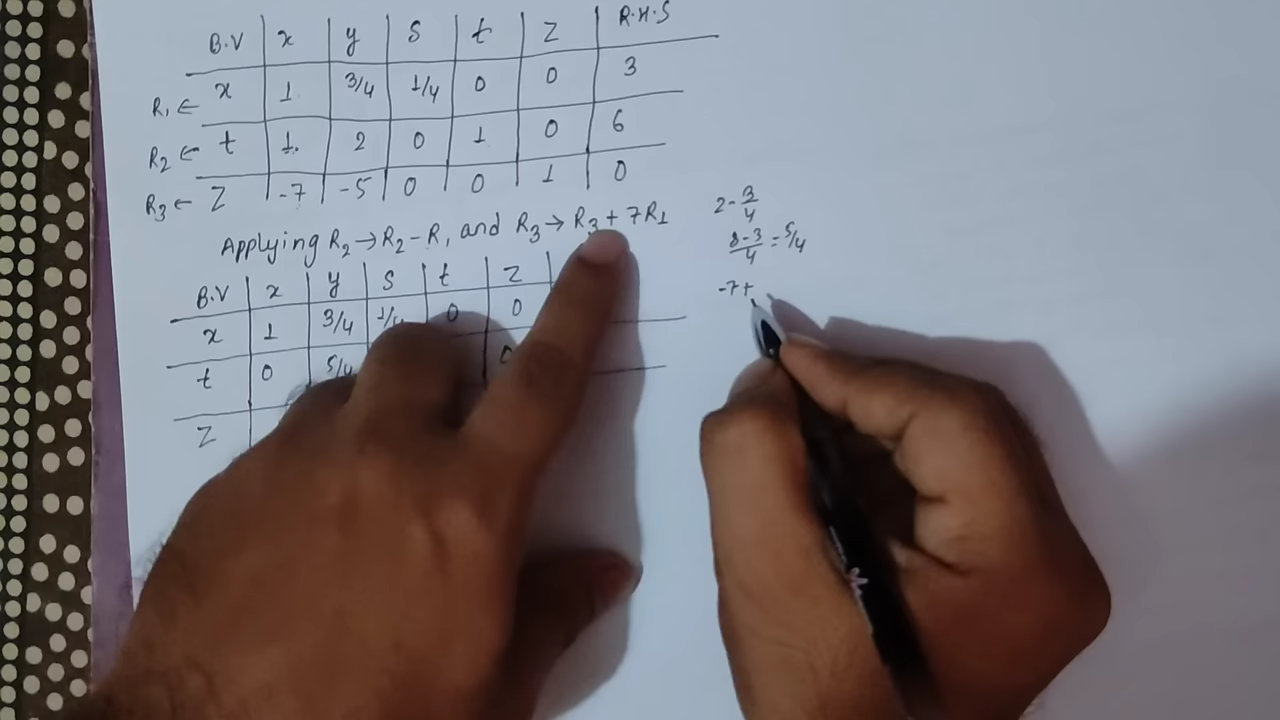 B.V x y S t Z R.H.S
R₁ ← x 1 3/4 1/4 0 0 3
R₂ ← t 1 2 0 1 0 6
R₃ ← Z -7 -5 0 0 1 0
Applying R₂→R₂-R, and R₃→R₃+7R₁
B.V x y S t Z
x 1 3/4 1/4 0 0
t 0 5/4 0
Z
2-3/4
8-3/4=5/4
-7+